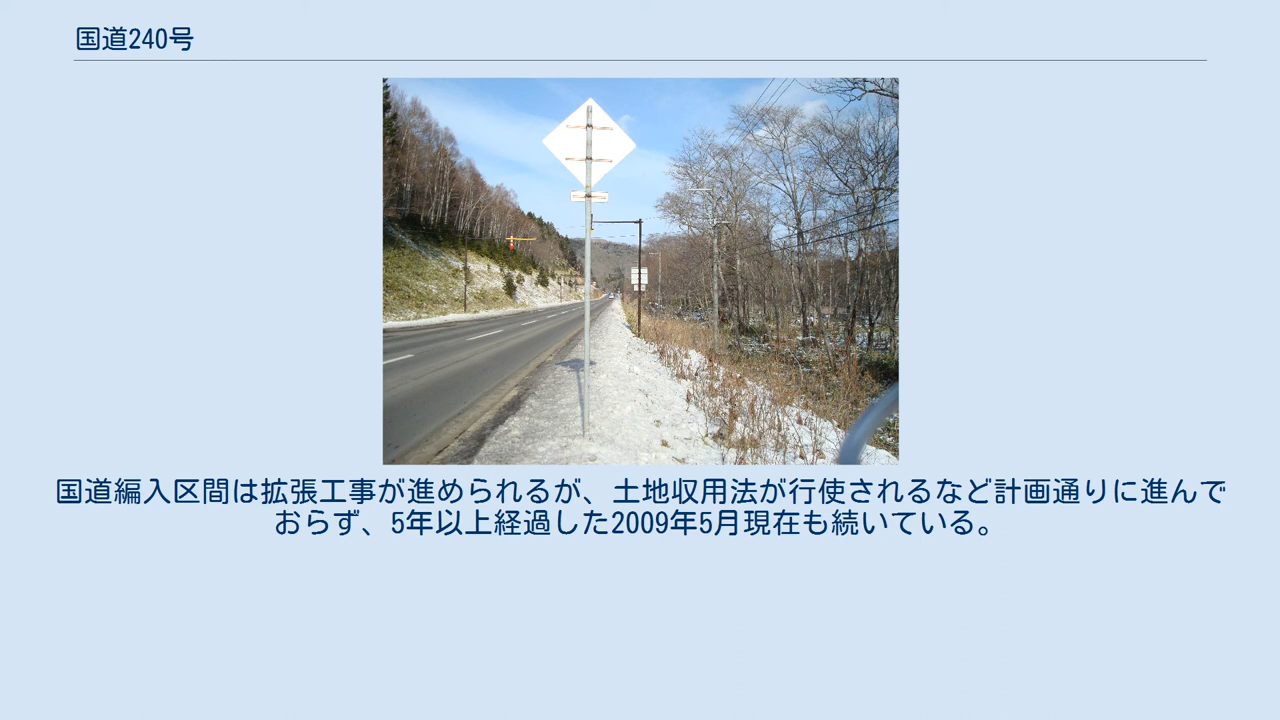 国道240号
国道編入区間は拡張工事が進められるが、土地収用法が行使されるなど計画通りに進んで
おらず、5年以上経過した2009年5月現在も続いている。